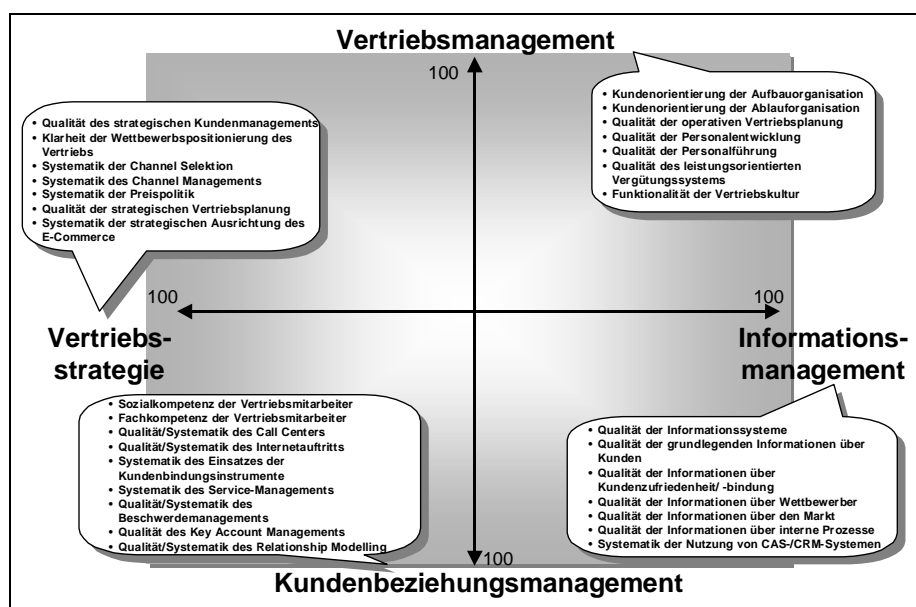 Vertriebsmanagement
100
• Qualität des strategischen Kundenmanagements
• Klarheit der Wettbewerbspositionierung des
Vertriebs
• Systematik der Channel Selektion
• Systematik des Channel Managements
• Systematik der Preispolitik
• Qualität der strategischen Vertriebsplanung
• Systematik der strategischen Ausrichtung des
E-Commerce
• Kundenorientierung der Aufbauorganisation
• Kundenorientierung der Ablauforganisation
• Qualität der operativen Vertriebsplanung
• Qualität der Personalentwicklung
• Qualität der Personalführung
• Qualität des leistungsorientierten
Vergütungssystems
• Funktionalität der Vertriebskultur
100
100
Vertriebs-
strategie
Informations-
management
• Sozialkompetenz der Vertriebsmitarbeiter
• Fachkompetenz der Vertriebsmitarbeiter
• Qualität/Systematik des Call Centers
• Qualität/Systematik des Internetauftritts
• Systematik des Einsatzes der
Kundenbindungsinstrumente
• Systematik des Service-Managements
• Qualität/Systematik des
Beschwerdemanagements
• Qualität des Key Account Managements
• Qualität/Systematik des Relationship Modelling
• Qualität der Informationssysteme
• Qualität der grundlegenden Informationen über
Kunden
• Qualität der Informationen über
Kundenzufriedenheit/ -bindung
• Qualität der Informationen über Wettbewerber
• Qualität der Informationen über den Markt
• Qualität der Informationen über interne Prozesse
• Systematik der Nutzung von CAS-/CRM-Systemen
100
Kundenbeziehungsmanagement